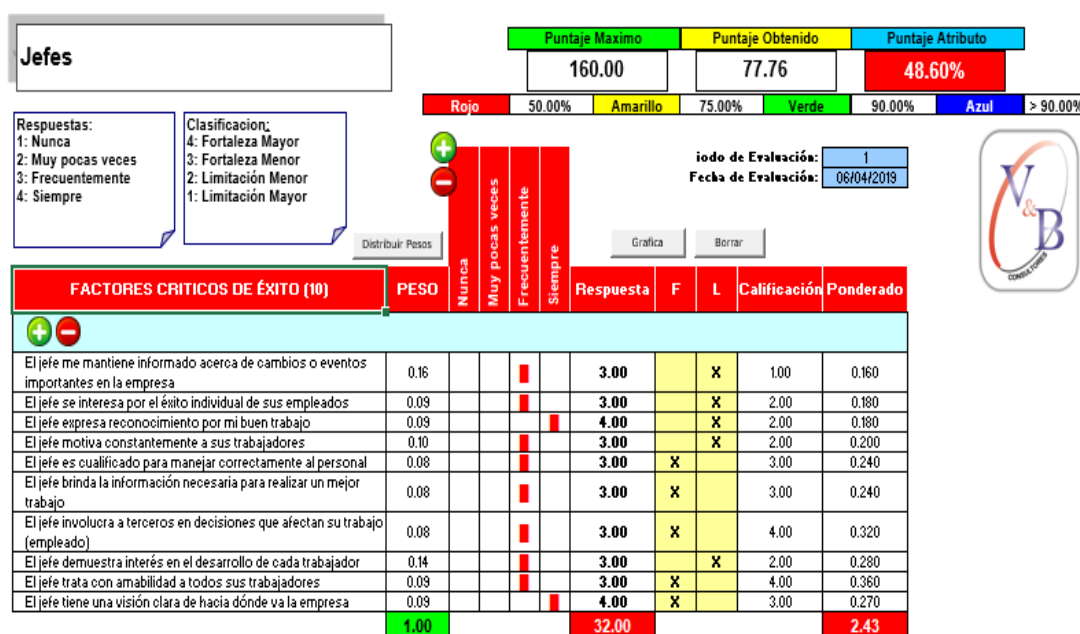 Jefes
Puntaje Maximo Puntaje Obtenido Puntaje Atributo
160.00 77.76 48.60%
Rojo 50.00% Amarillo 75.00% Verde 90.00% Azul > 90.00%
Respuestas:
1: Nunca
2: Muy pocas veces
3: Frecuentemente
4: Siempre
Clasificacion:
4: Fortaleza Mayor
3: Fortaleza Menor
2: Limitación Menor
1: Limitación Mayor
iodo de Evaluación: 1
Fecha de Evaluación: 06/04/2019
V&B
CONSULTORES
Distribuir Pesos
Grafica
Borrar
FACTORES CRITICOS DE ÉXITO (10) PESO Nunca Muy pocas veces Frecuentemente Siempre Respuesta F L Calificación Ponderado
El jefe me mantiene informado acerca de cambios o eventos
importantes en la empresa 0.16 3.00 X 1.00 0.160
El jefe se interesa por el éxito individual de sus empleados 0.09 3.00 X 2.00 0.180
El jefe expresa reconocimiento por mi buen trabajo 0.09 4.00 X 2.00 0.180
El jefe motiva constantemente a sus trabajadores 0.10 3.00 X 2.00 0.200
El jefe es cualificado para manejar correctamente al personal 0.08 3.00 X 3.00 0.240
El jefe brinda la información necesaria para realizar un mejor
trabajo 0.08 3.00 X 3.00 0.240
El jefe involucra a terceros en decisiones que afectan su trabajo
(empleado) 0.08 3.00 X 4.00 0.320
El jefe demuestra interés en el desarrollo de cada trabajador 0.14 3.00 X 2.00 0.280
El jefe trata con amabilidad a todos sus trabajadores 0.09 3.00 X 4.00 0.360
El jefe tiene una visión clara de hacia dónde va la empresa 0.09 4.00 X 3.00 0.270
1.00 32.00 2.43